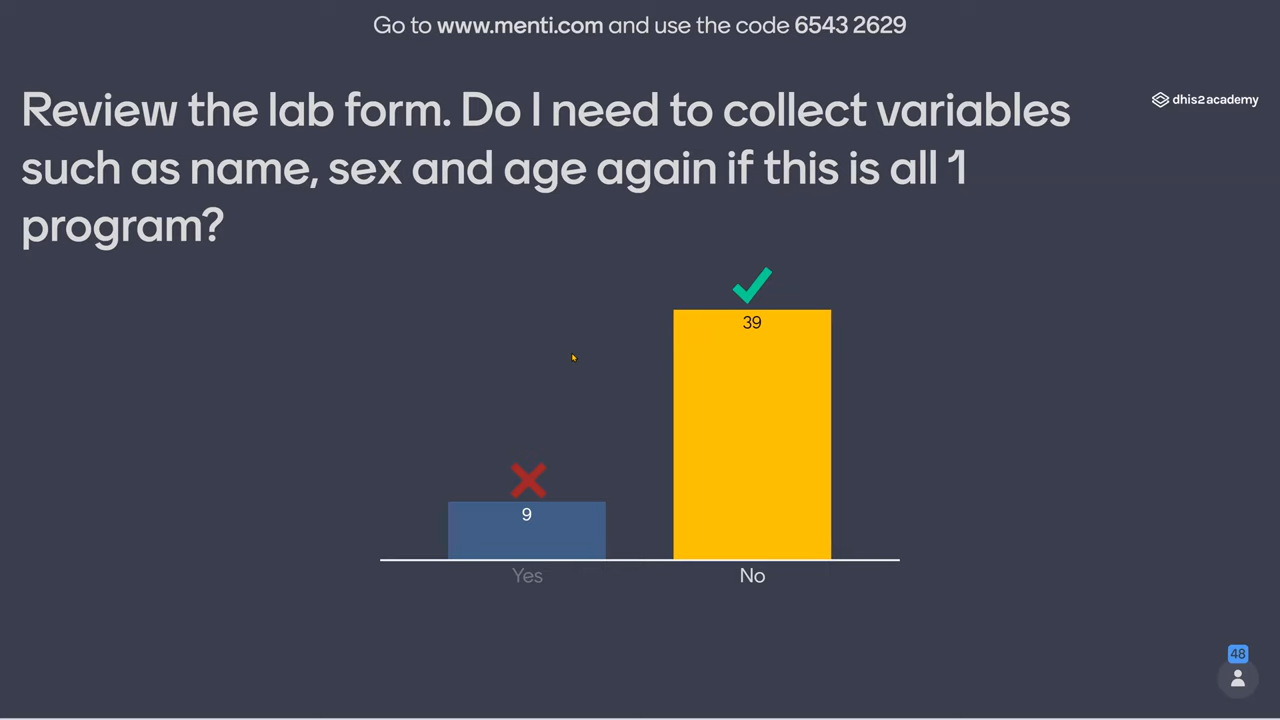 Go to www.menti.com and use the code 6543 2629
Review the lab form. Do I need to collect variables
such as name, sex and age again if this is all 1
program?
dhis2academy
39
9
Yes
No
48